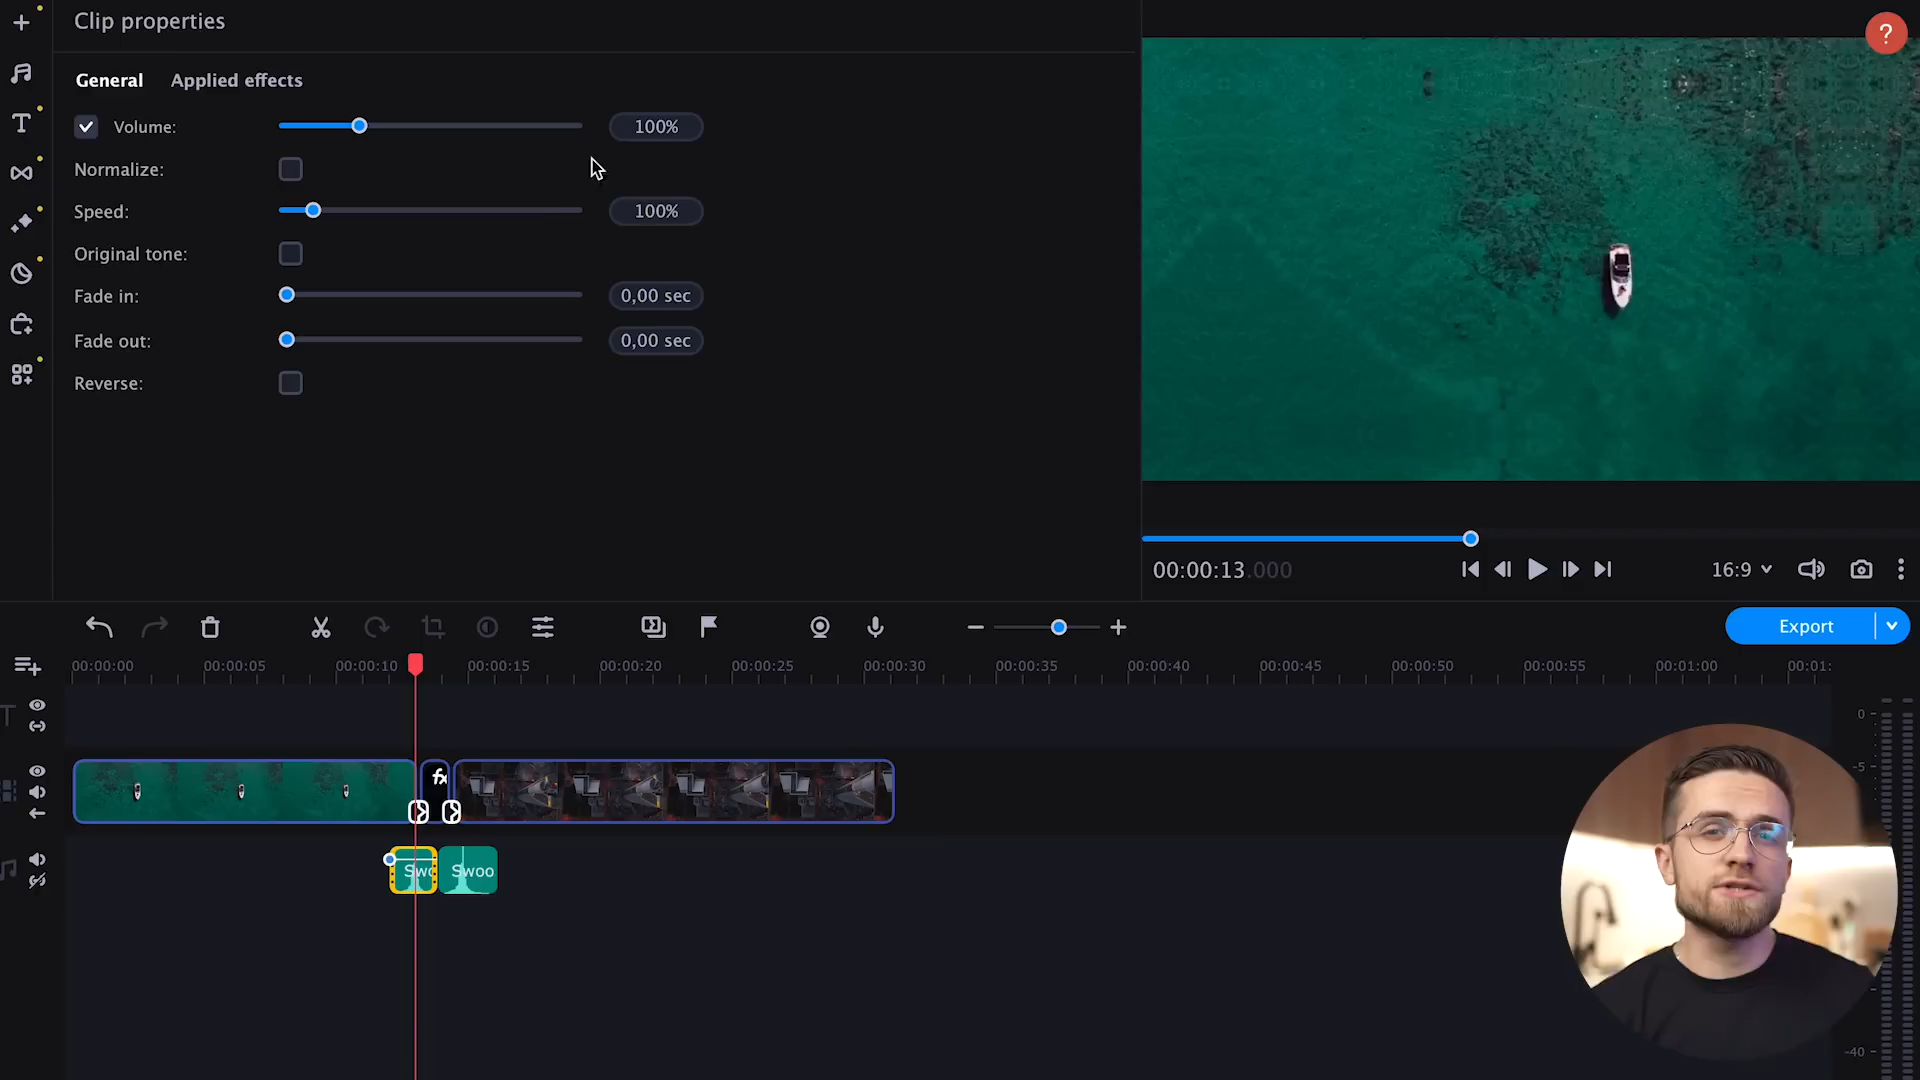 Clip properties
?
General Applied effects
Volume: 100%
Normalize:
Speed: 100%
Original tone:
Fade in: 0,00 sec
Fade out: 0,00 sec
Reverse:
00:00:13.000
16:9
Export
00:00:00 00:00:05 00:00:10 00:00:15 00:00:20 00:00:25 00:00:30 00:00:35 00:00:40 00:00:45 00:00:50 00:00:55 00:01:00 00:01:
T
0
-5
fx
Swo Swoo
-40